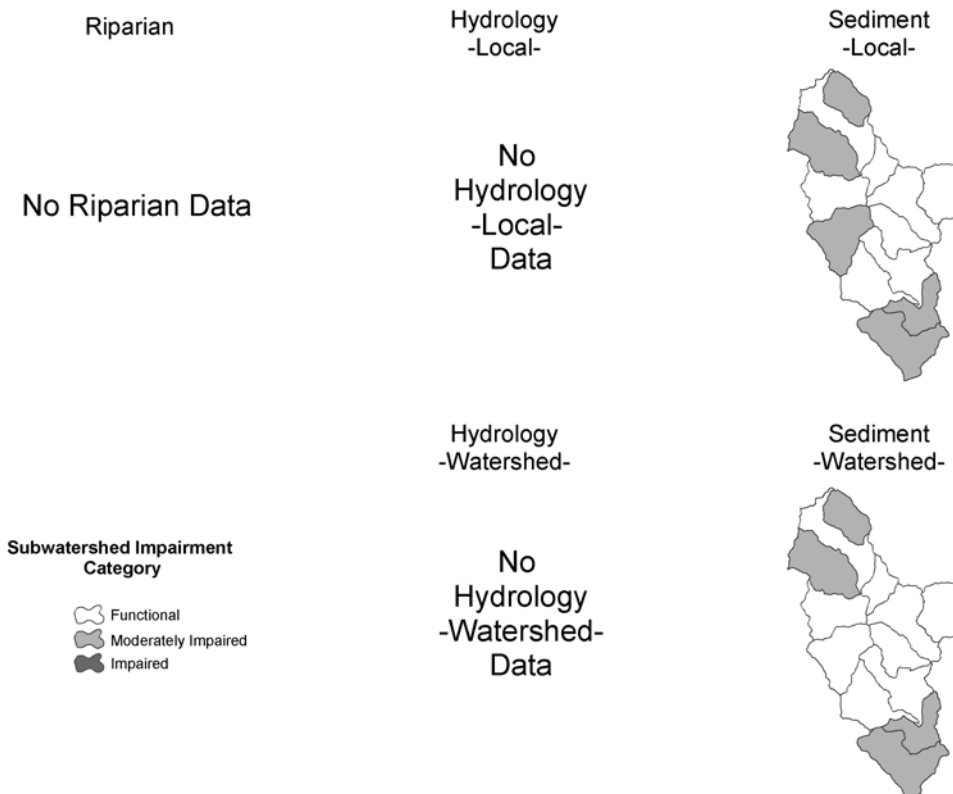 Riparian
Hydrology
-Local-
Sediment
-Local-
No Riparian Data
No
Hydrology
-Local-
Data
Hydrology
-Watershed-
Sediment
-Watershed-
Subwatershed Impairment
Category
Functional
Moderately Impaired
Impaired
No
Hydrology
-Watershed-
Data